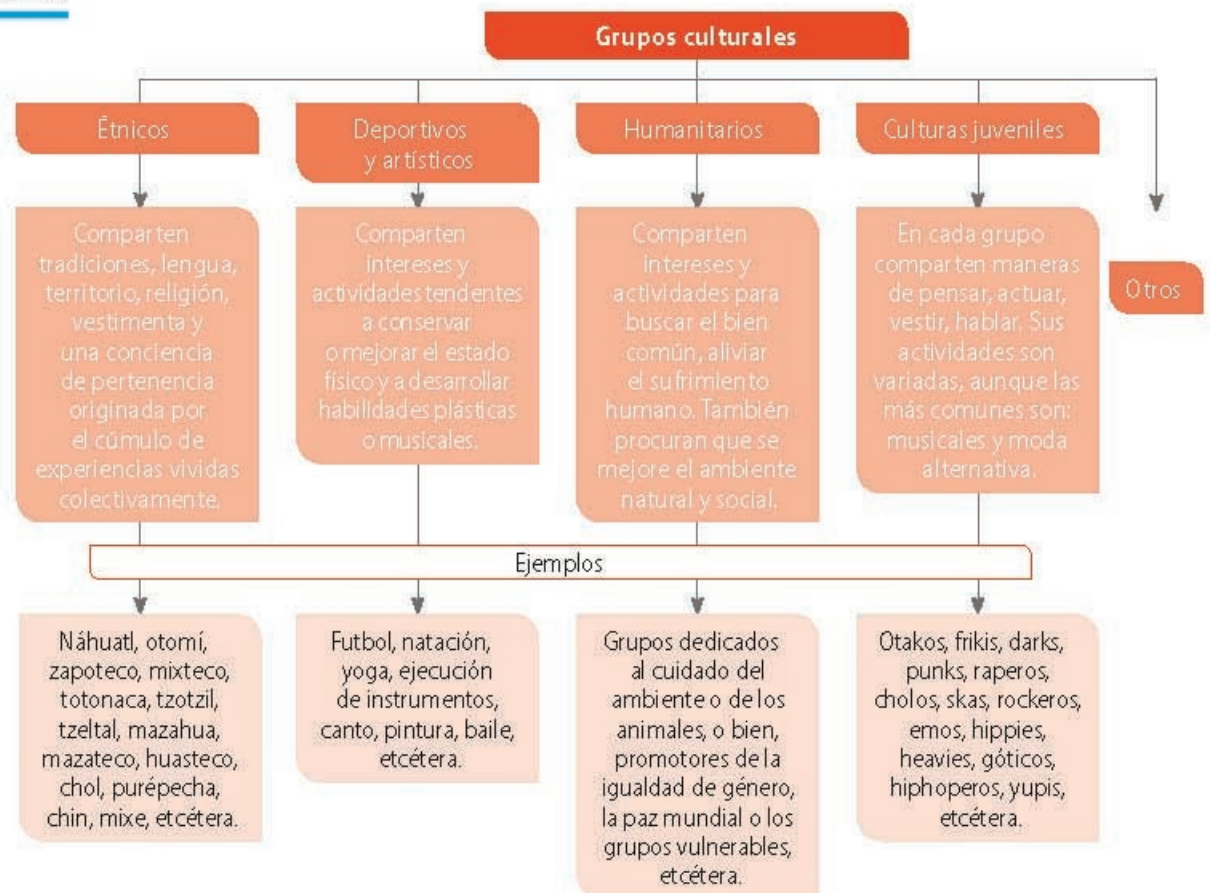 Grupos culturales
Étnicos
Deportivos
y artísticos
Humanitarios
Culturas juveniles
Otros
Comparten
tradiciones, lengua,
territorio, religión,
vestimenta y
una conciencia
de pertenencia
originada por
el cúmulo de
experiencias vividas
colectivamente.
Comparten
intereses y
actividades tendentes
a conservar
o mejorar el estado
físico y a desarrollar
habilidades plásticas
o musicales.
Comparten
intereses y
actividades para
buscar el bien
común, aliviar
el sufrimiento
humano. También
procuran que se
mejore el ambiente
natural y social.
En cada grupo
comparten maneras
de pensar, actuar,
vestir, hablar. Sus
actividades son
variadas, aunque las
más comunes son:
musicales y moda
alternativa.
Ejemplos
Náhuatl, otomí,
zapoteco, mixteco,
totonaca, tzotzil,
tzeltal, mazahua,
mazateco, huasteco,
chol, purépecha,
chin, mixe, etcétera.
Futbol, natación,
yoga, ejecución
de instrumentos,
canto, pintura, baile,
etcétera.
Grupos dedicados
al cuidado del
ambiente o de los
animales, o bien,
promotores de la
igualdad de género,
la paz mundial o los
grupos vulnerables,
etcétera.
Otakos, frikis, darks,
punks, raperos,
cholos, skas, rockeros,
emos, hippies,
heavies, góticos,
hiphoperos, yupis,
etcétera.